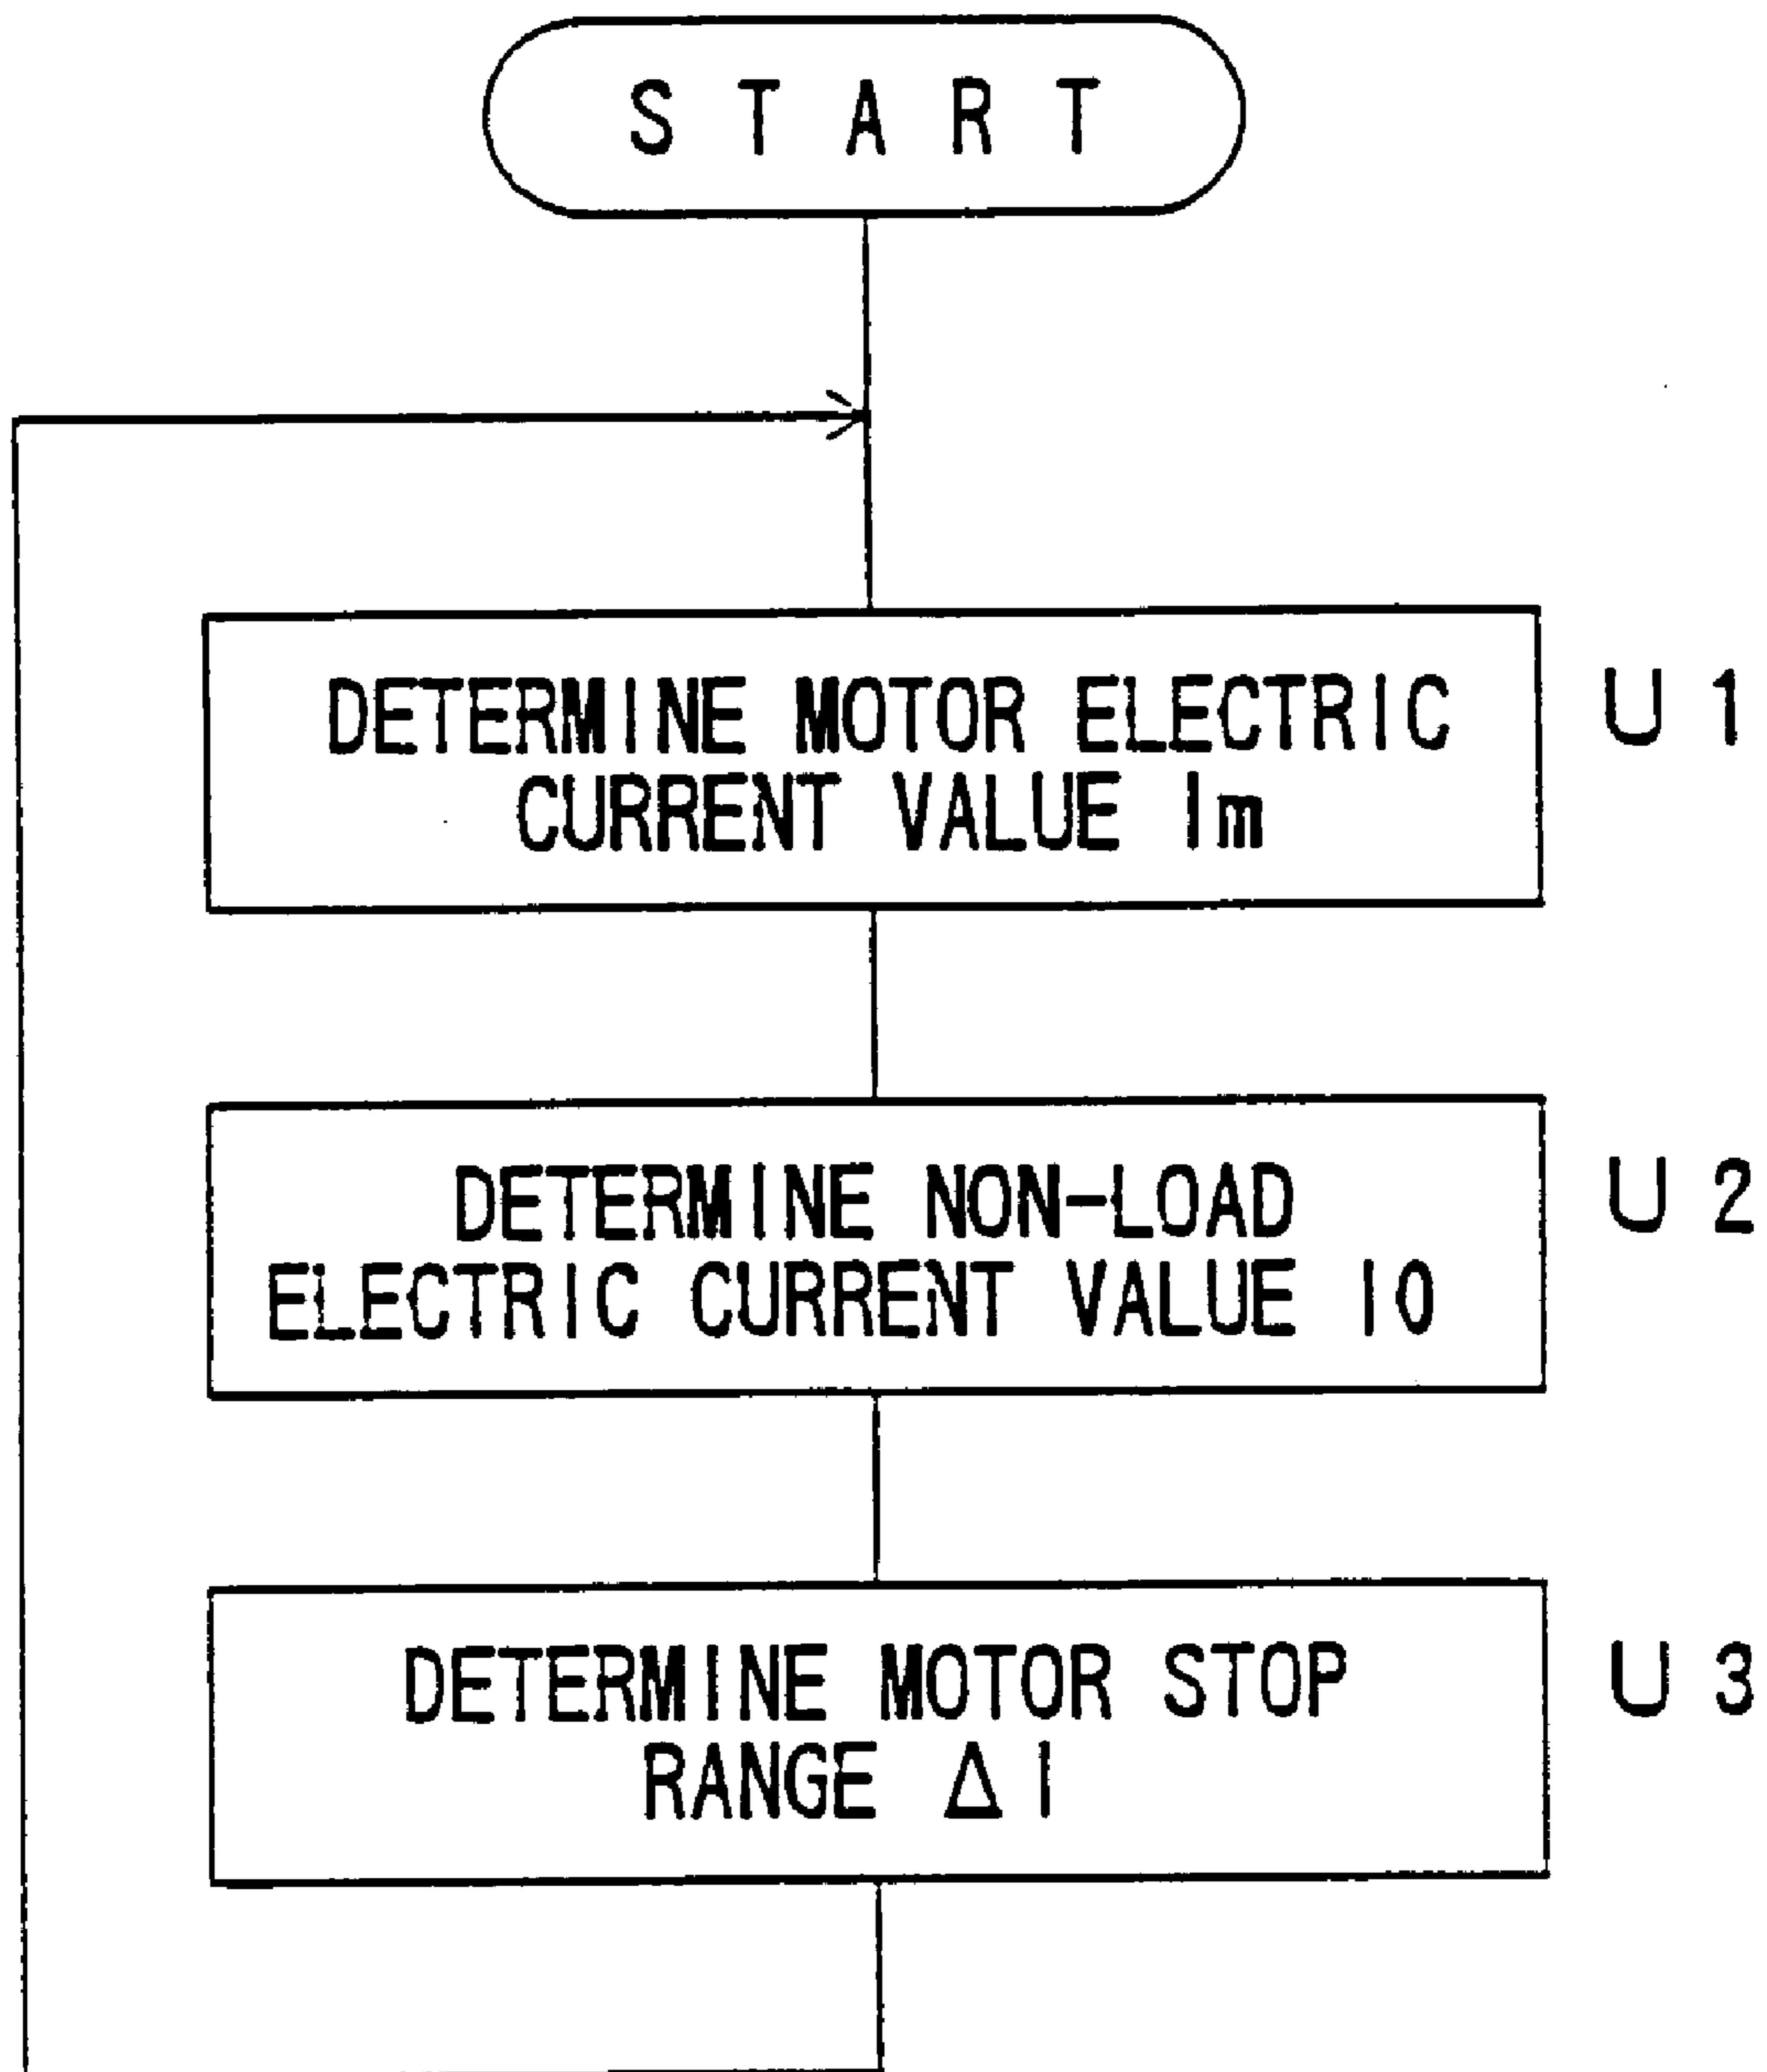 START
DETERMINE MOTOR ELECTRIC
CURRENT VALUE Im
U1
DETERMINE NON-LOAD
ELECTRIC CURRENT VALUE I0
U2
DETERMINE MOTOR STOP
RANGE ΔI
U3